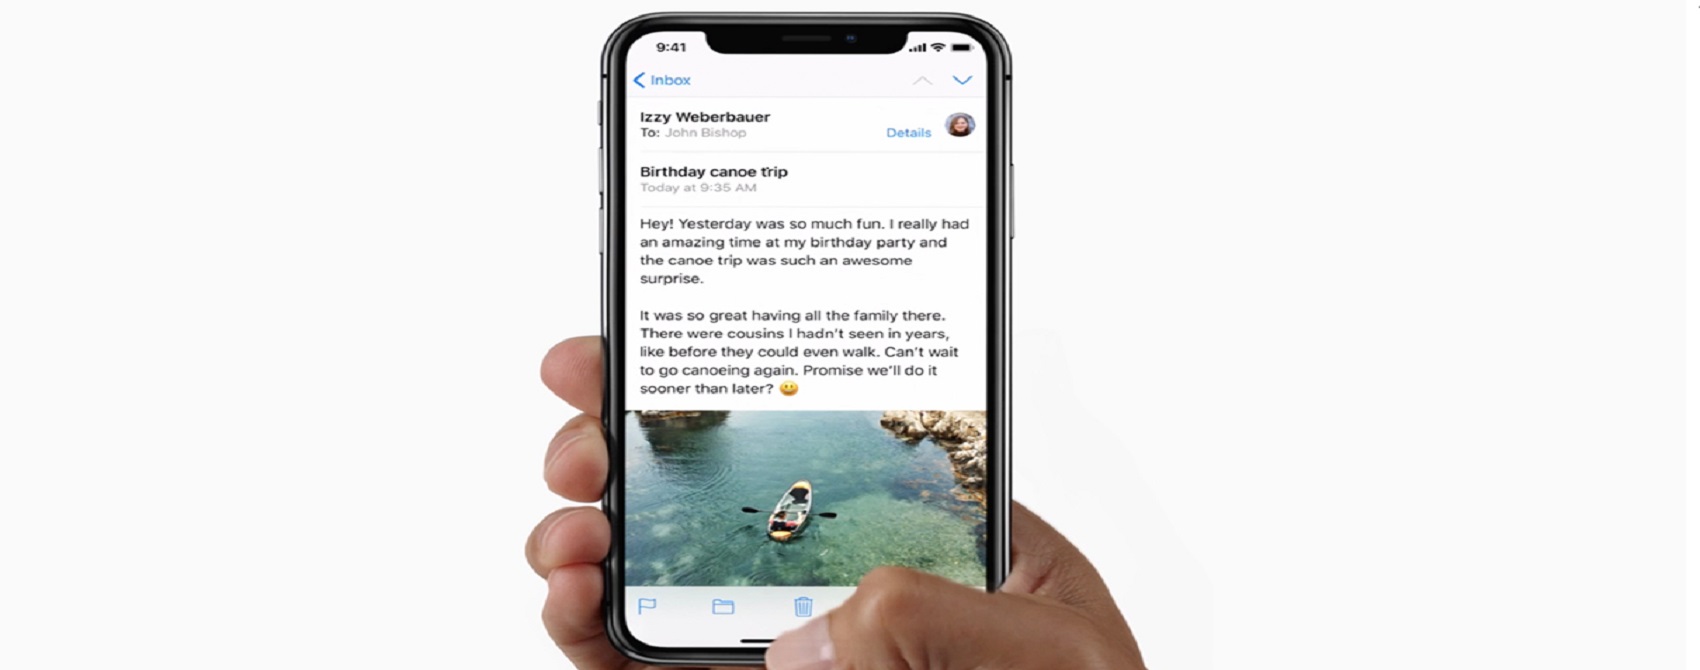 9:41
Inbox
Izzy Weberbauer
To: John Bishop
Details
Birthday canoe trip
Today at 9:35 AM
Hey! Yesterday was so much fun. I really had
an amazing time at my birthday party and
the canoe trip was such an awesome
surprise.
It was so great having all the family there.
There were cousins I hadn't seen in years,
like before they could even walk. Can't wait
to go canoeing again. Promise we'll do it
sooner than later? 😃